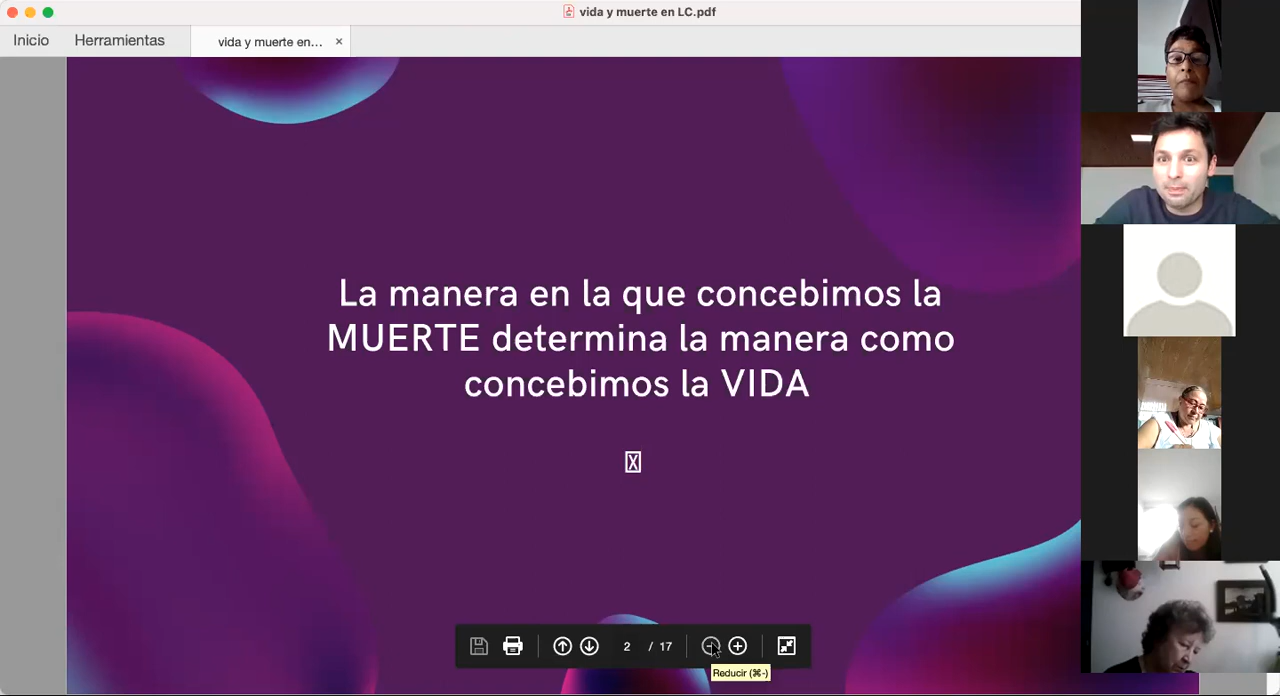 vida y muerte en LC.pdf
Inicio
Herramientas
vida y muerte en...
×
La manera en la que concebimos la
MUERTE determina la manera como
concebimos la VIDA
2 / 17
Reducir (⌘-)